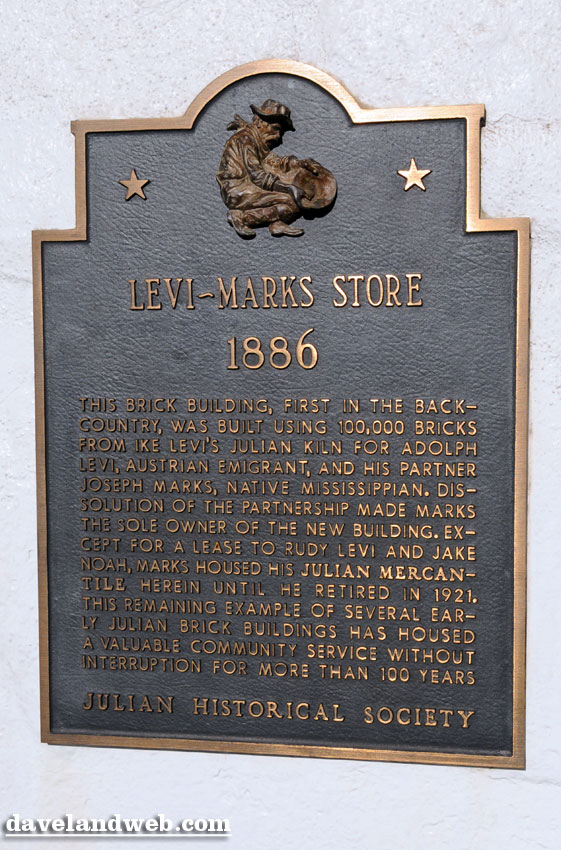 LEVI~MARKS STORE
1886
THIS BRICK BUILDING, FIRST IN THE BACK-
COUNTRY, WAS BUILT USING 100,000 BRICKS
FROM IKE LEVI'S JULIAN KILN FOR ADOLPH
LEVI, AUSTRIAN EMIGRANT, AND HIS PARTNER
JOSEPH MARKS, NATIVE MISSISSIPPIAN. DIS-
SOLUTION OF THE PARTNERSHIP MADE MARKS
THE SOLE OWNER OF THE NEW BUILDING. EX-
CEPT FOR A LEASE TO RUDY LEVI AND JAKE
NOAH, MARKS HOUSED HIS JULIAN MERCAN-
TILE HEREIN UNTIL HE RETIRED IN 1921.
THIS REMAINING EXAMPLE OF SEVERAL EAR-
LY JULIAN BRICK BUILDINGS HAS HOUSED
A VALUABLE COMMUNITY SERVICE WITHOUT
INTERRUPTION FOR MORE THAN 100 YEARS
JULIAN HISTORICAL SOCIETY
davelandweb.com